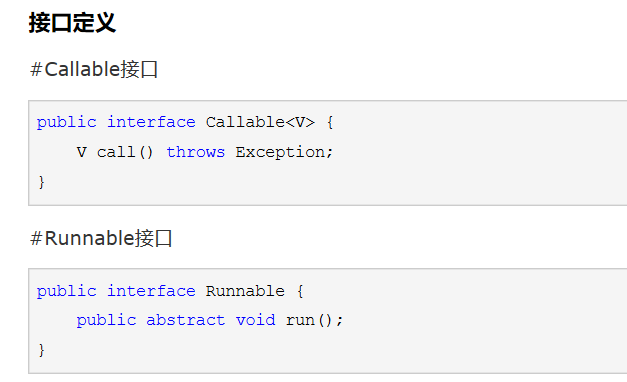 接口定义
#Callable接口
public interface Callable<V> {
    V call() throws Exception;
}
#Runnable接口
public interface Runnable {
    public abstract void run();
}